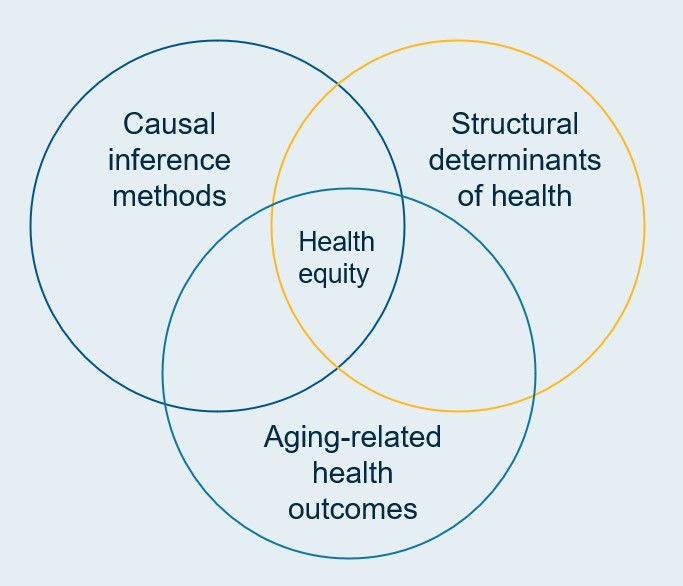 Causal
inference
methods
Structural
determinants
of health
Health
equity
Aging-related
health
outcomes